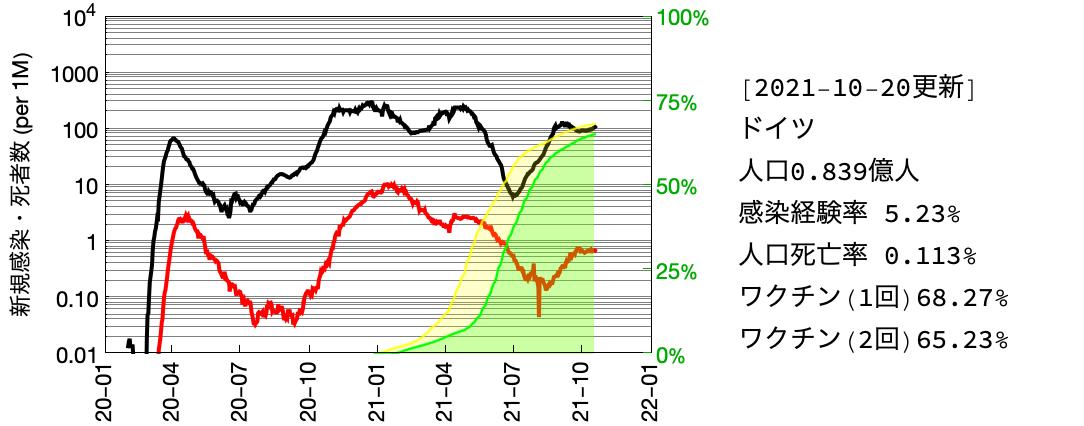 10^4
1000
100
10
1
0.10
0.01
新規感染・死者数 (per 1M)
100%
75%
50%
25%
0%
20-01
20-04
20-07
20-10
21-01
21-04
21-07
21-10
22-01
[2021-10-20更新]
ドイツ
人口0.839億人
感染経験率 5.23%
人口死亡率 0.113%
ワクチン(1回)68.27%
ワクチン(2回)65.23%